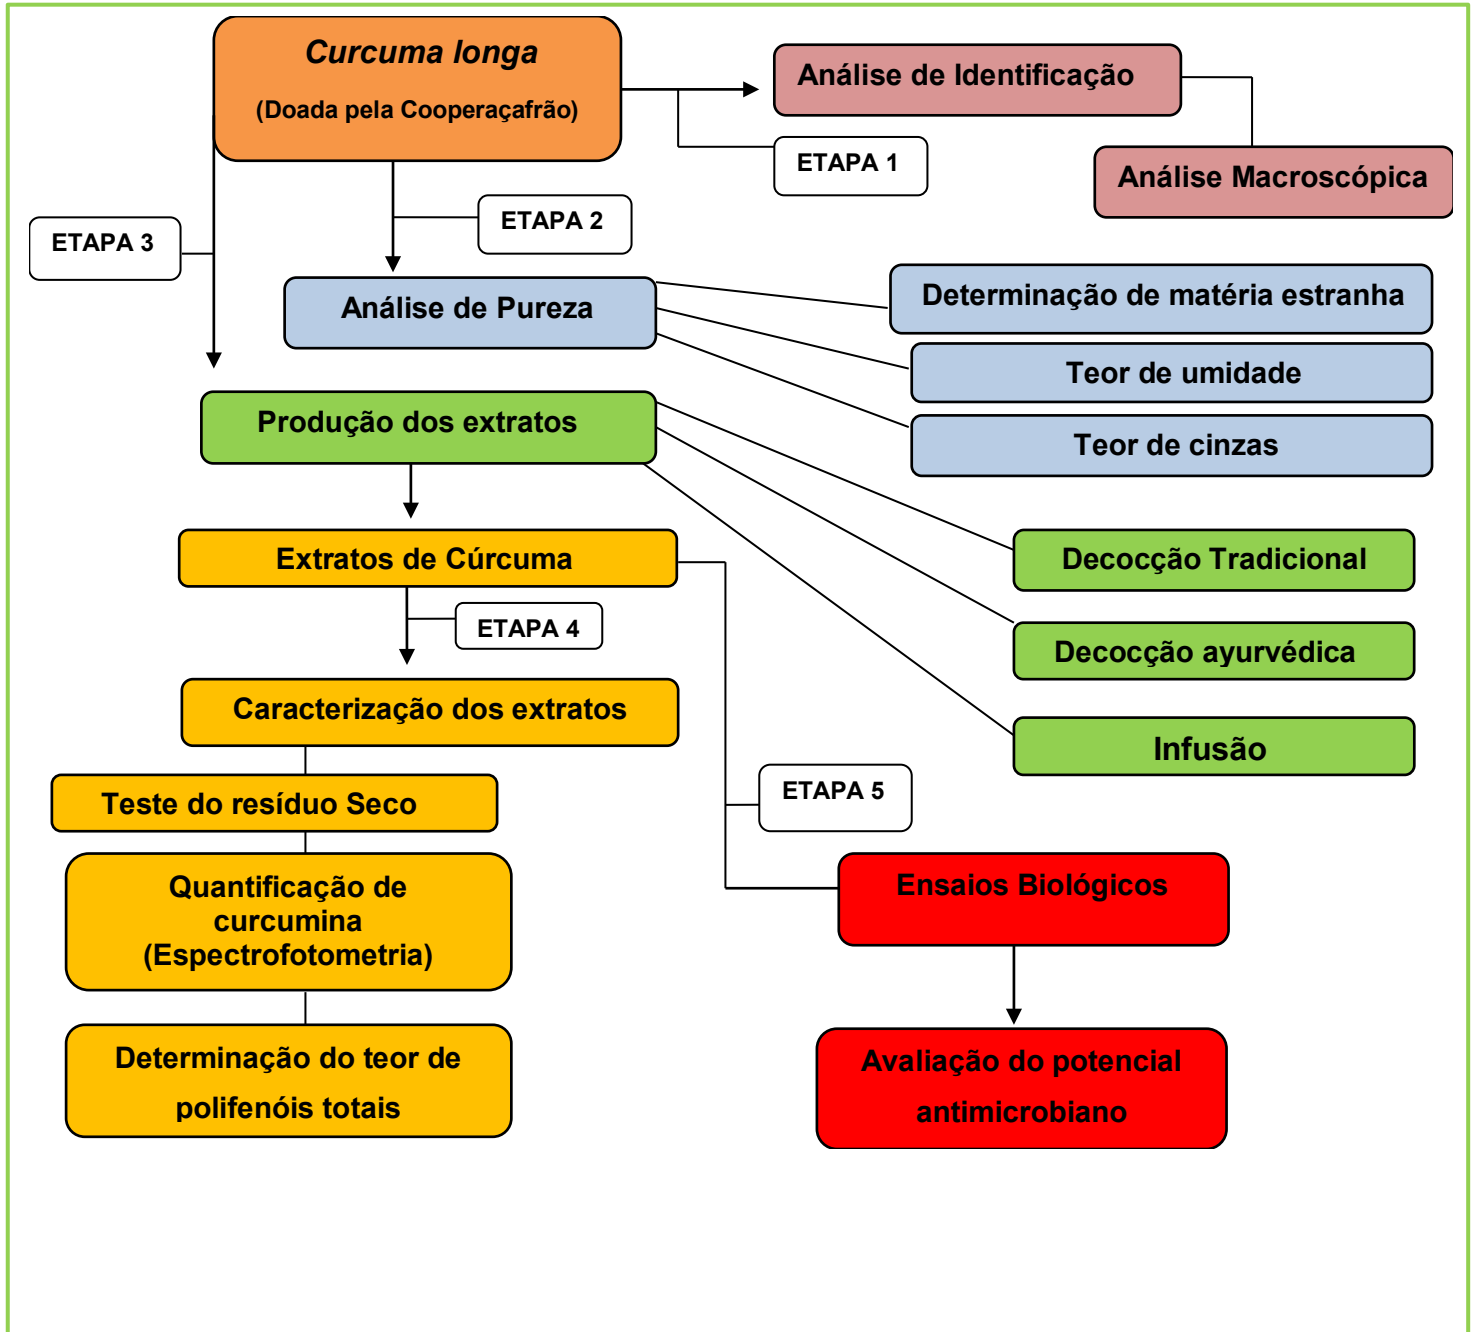 Curcuma longa
(Doada pela Cooperaçafrão)
Análise de Identificação
ETAPA 1
Análise Macroscópica
ETAPA 2
ETAPA 3
Análise de Pureza
Determinação de matéria estranha
Teor de umidade
Teor de cinzas
Produção dos extratos
Extratos de Cúrcuma
Decocção Tradicional
ETAPA 4
Decocção ayurvédica
Caracterização dos extratos
Infusão
Teste do resíduo Seco
ETAPA 5
Quantificação de
curcumina
(Espectrofotometria)
Ensaios Biológicos
Determinação do teor de
polifenóis totais
Avaliação do potencial
antimicrobiano